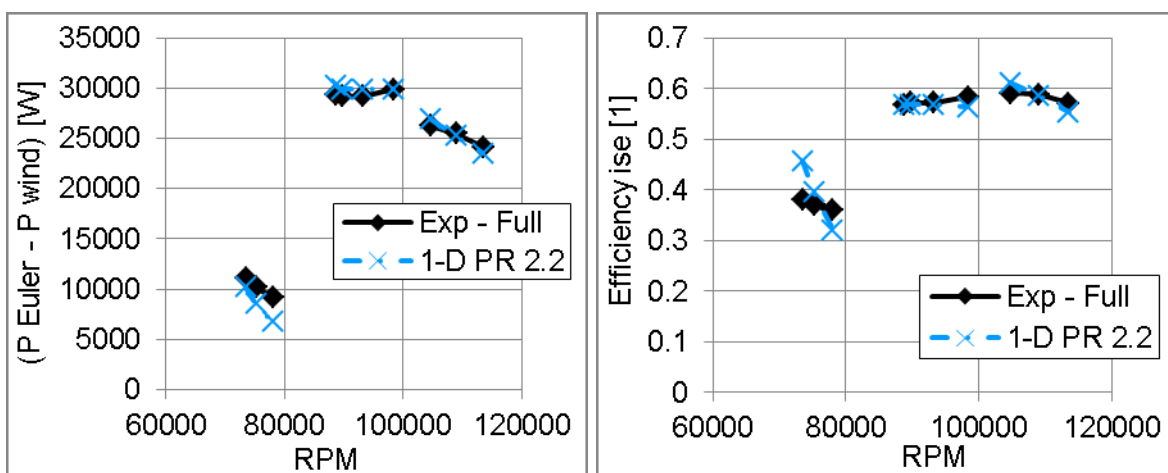 (P Euler - P wind) [W]
35000
30000
25000
20000
15000
10000
5000
0
60000 80000 100000 120000
RPM
Exp - Full
1-D PR 2.2
Efficiency ise [1]
0.7
0.6
0.5
0.4
0.3
0.2
0.1
0
60000 80000 100000 120000
RPM
Exp - Full
1-D PR 2.2